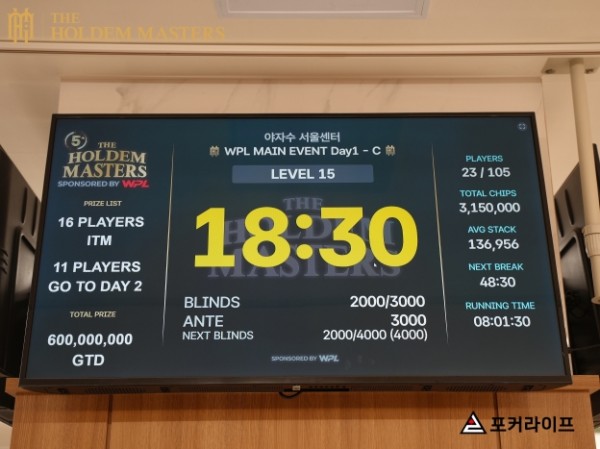 THE
HOLDEM MASTERS
5th
THE
HOLDEM
MASTERS
SPONSORED BY WPL
PRIZE LIST
16 PLAYERS
ITM
11 PLAYERS
GO TO DAY 2
TOTAL PRIZE
600,000,000
GTD
야자수 서울센터
WPL MAIN EVENT Day1 - C
LEVEL 15
THE
HOLDEM
MASTERS
18:30
BLINDS 2000/3000
ANTE 3000
NEXT BLINDS 2000/4000 (4000)
SPONSORED BY WPL
PLAYERS
23 / 105
TOTAL CHIPS
3,150,000
AVG STACK
136,956
NEXT BREAK
48:30
RUNNING TIME
08:01:30
포커라이프